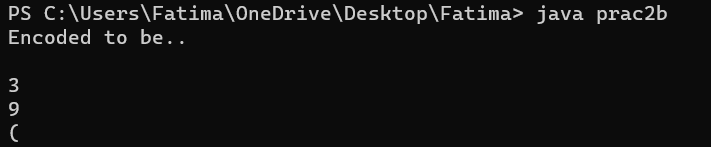 PS C:\Users\Fatima\OneDrive\Desktop\Fatima> java prac2b
Encoded to be..
3
9
(